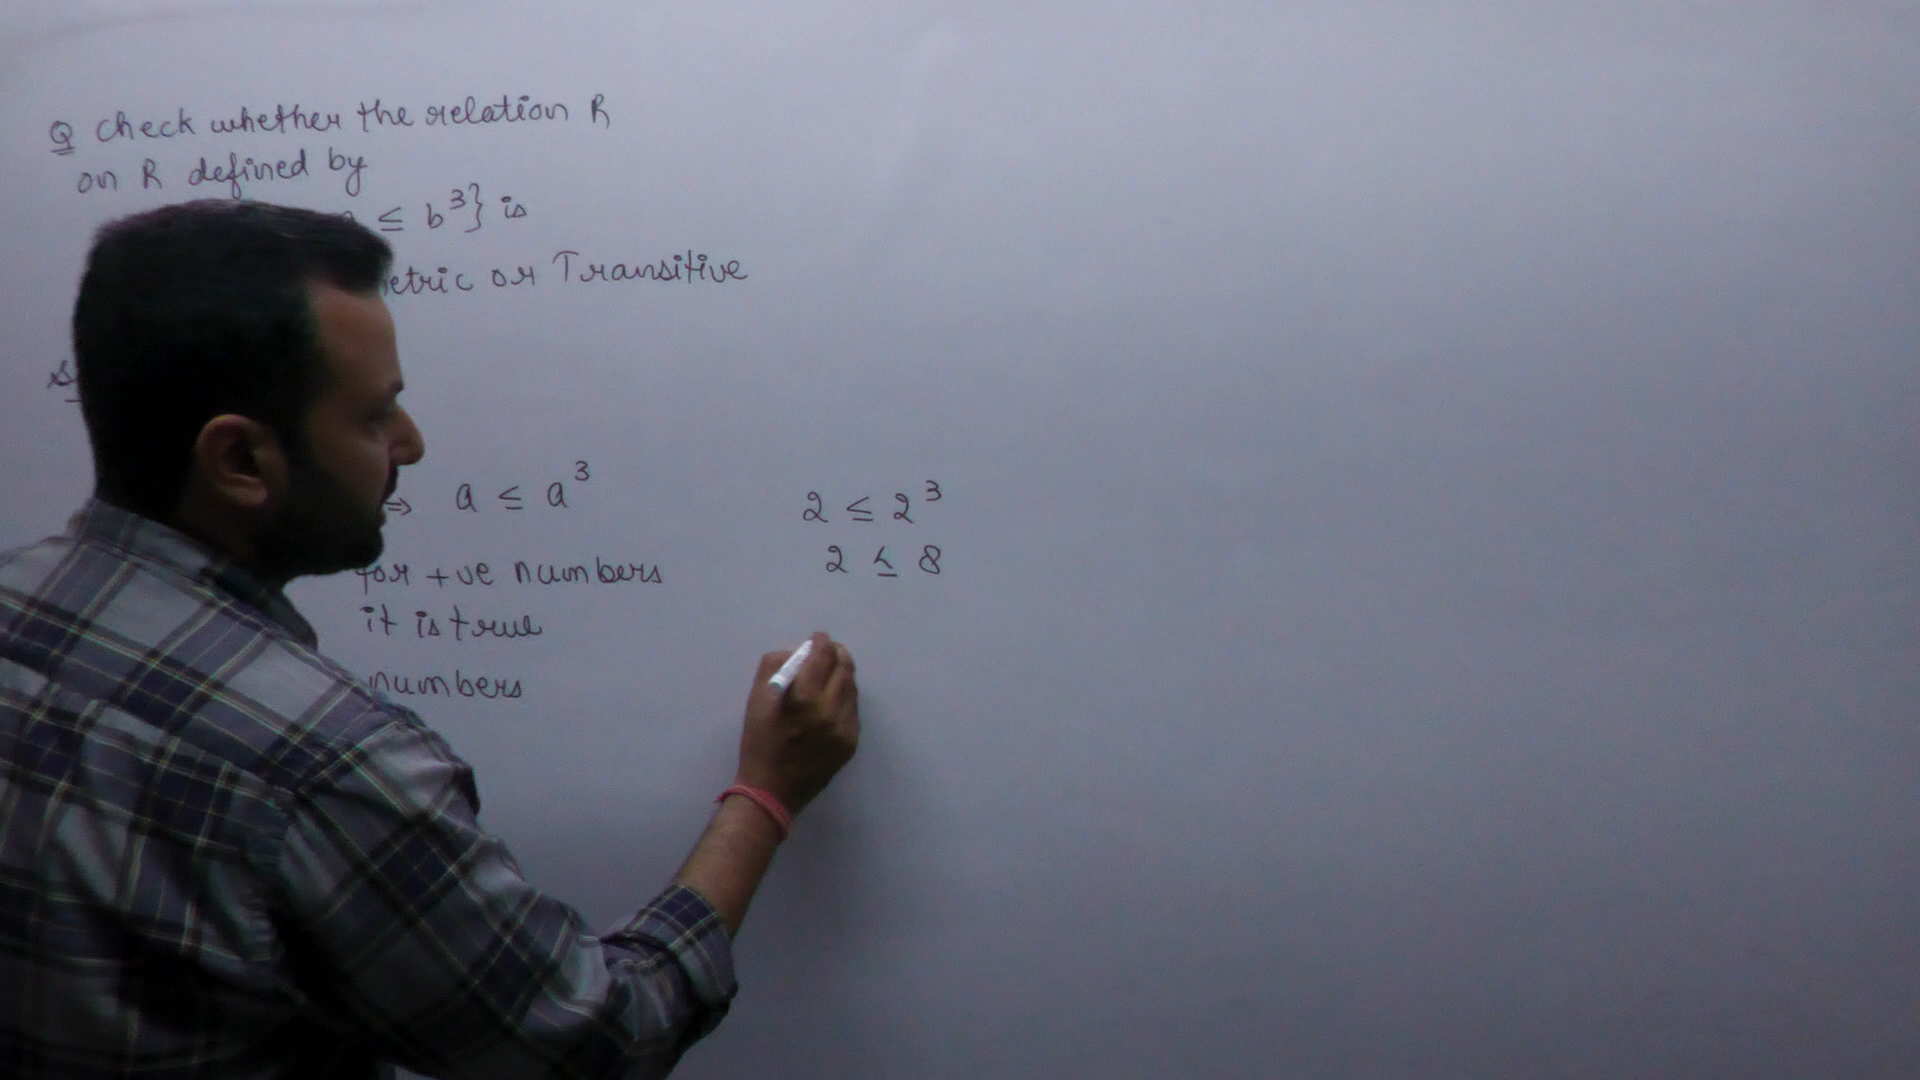 Q check whether the relation R
on R defined by
≤ b³} is
etric or Transitive
⇒ a ≤ a³
for +ve numbers
it is true
numbers
2 ≤ 2³
2 ≤ 8